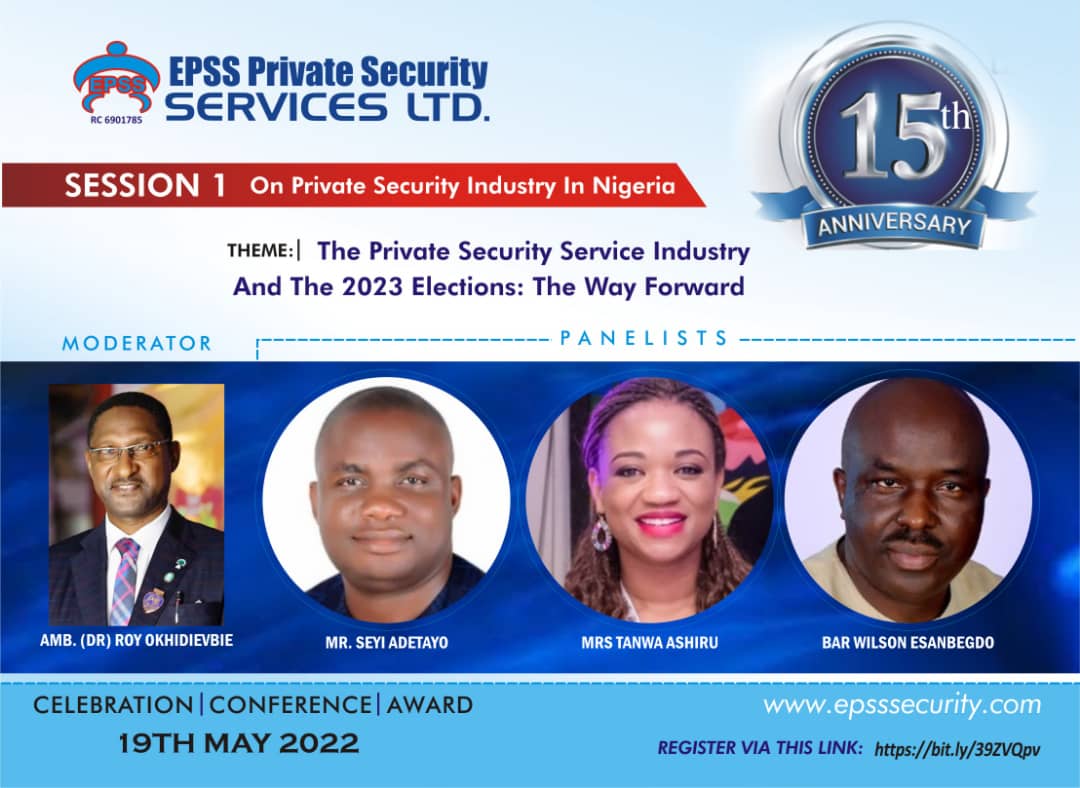 EPSS
RC 6901785
EPSS Private Security
SERVICES LTD.
15th
ANNIVERSARY
SESSION 1 On Private Security Industry In Nigeria
THEME:| The Private Security Service Industry
And The 2023 Elections: The Way Forward
MODERATOR
PANELISTS
AMB. (DR) ROY OKHIDIEVBIE
MR. SEYI ADETAYO
MRS TANWA ASHIRU
BAR WILSON ESANBEGDO
CELEBRATION|CONFERENCE|AWARD
19TH MAY 2022
www.epsssecurity.com
REGISTER VIA THIS LINK: https://bit.ly/39ZVQpv